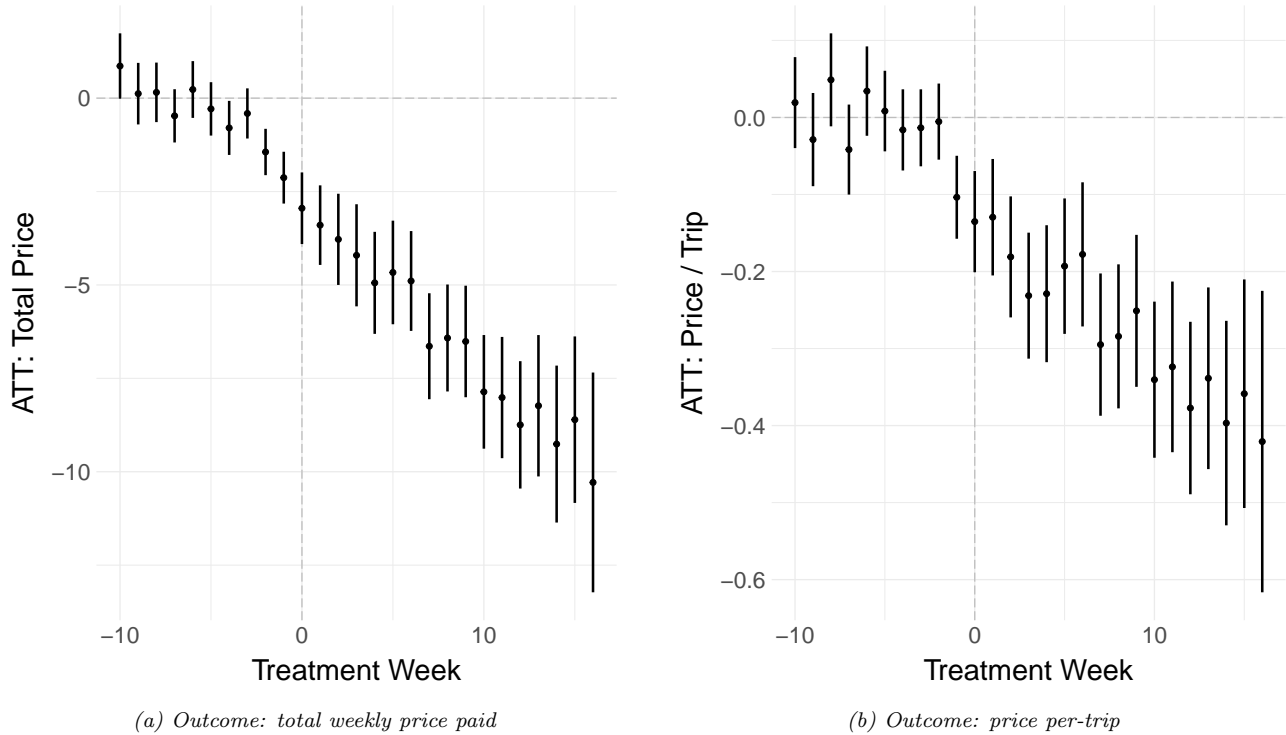 ATT: Total Price
0
−5
−10
−10
0
10
Treatment Week
(a) Outcome: total weekly price paid
ATT: Price / Trip
0.0
−0.2
−0.4
−0.6
−10
0
10
Treatment Week
(b) Outcome: price per-trip